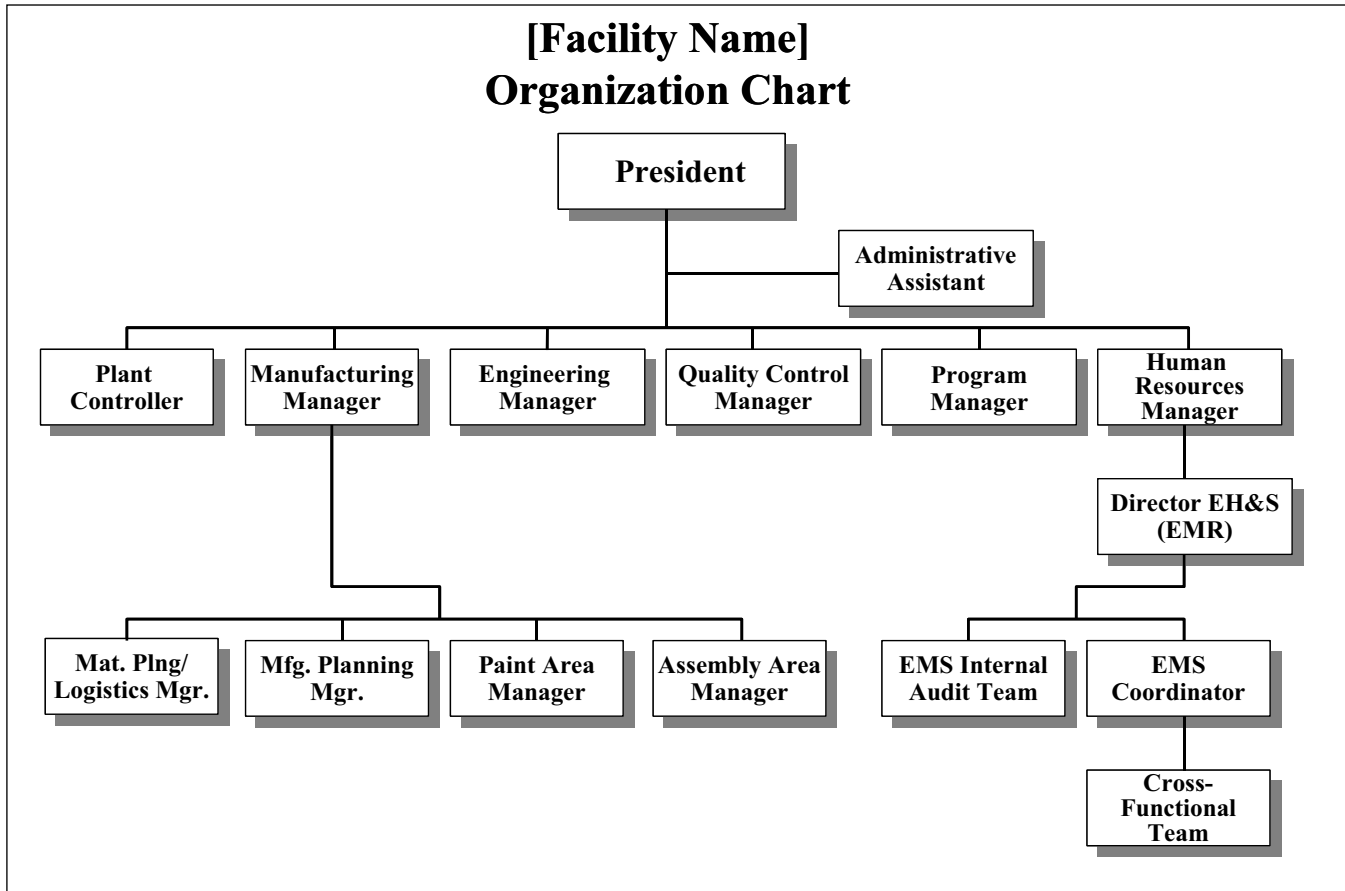 [Facility Name]
Organization Chart
President
Administrative
Assistant
Plant
Controller
Manufacturing
Manager
Engineering
Manager
Quality Control
Manager
Program
Manager
Human
Resources
Manager
Director EH&S
(EMR)
Mat. Plng/
Logistics Mgr.
Mfg. Planning
Mgr.
Paint Area
Manager
Assembly Area
Manager
EMS Internal
Audit Team
EMS
Coordinator
Cross-
Functional
Team